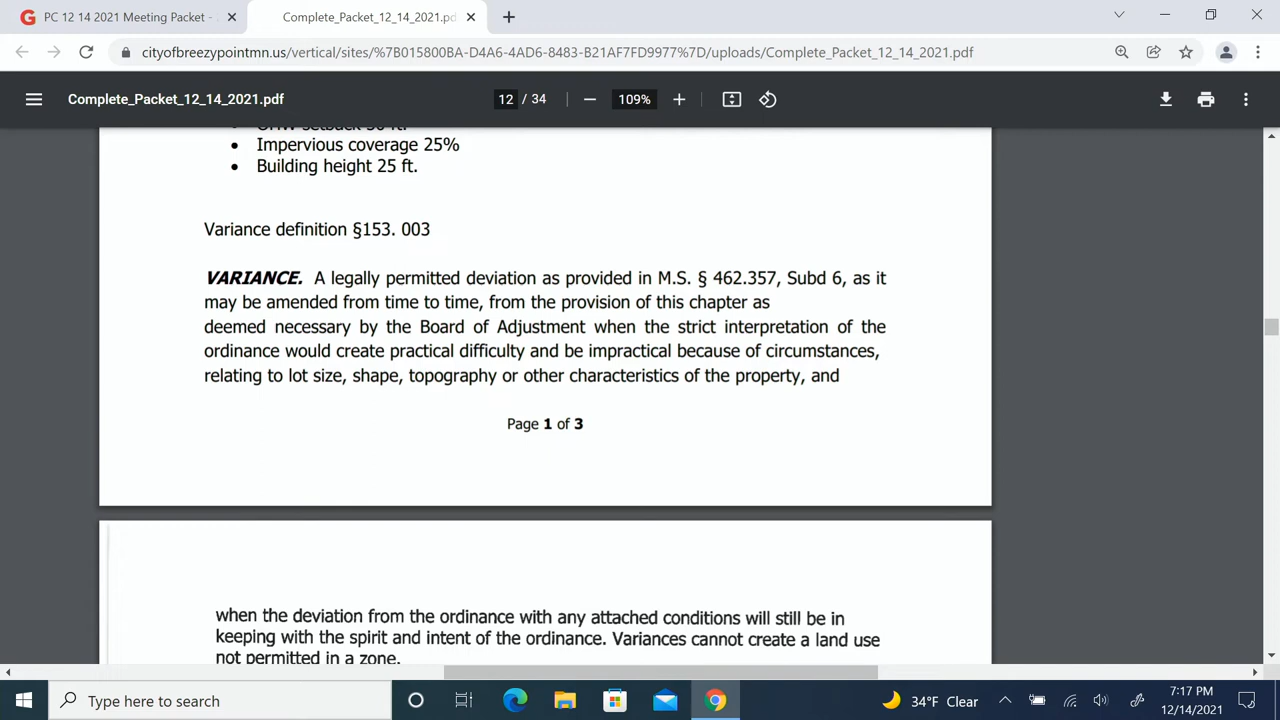 PC 12 14 2021 Meeting Packet -
Complete_Packet_12_14_2021.pd
cityofbreezypointmn.us/vertical/sites/%7B015800BA-D4A6-4AD6-8483-B21AF7FD9977%7D/uploads/Complete_Packet_12_14_2021.pdf
Complete_Packet_12_14_2021.pdf
12 / 34
109%
Impervious coverage 25%
Building height 25 ft.
Variance definition §153. 003
VARIANCE. A legally permitted deviation as provided in M.S. § 462.357, Subd 6, as it
may be amended from time to time, from the provision of this chapter as
deemed necessary by the Board of Adjustment when the strict interpretation of the
ordinance would create practical difficulty and be impractical because of circumstances,
relating to lot size, shape, topography or other characteristics of the property, and
Page 1 of 3
when the deviation from the ordinance with any attached conditions will still be in
keeping with the spirit and intent of the ordinance. Variances cannot create a land use
not permitted in a zone.
Type here to search
34°F Clear
7:17 PM
12/14/2021